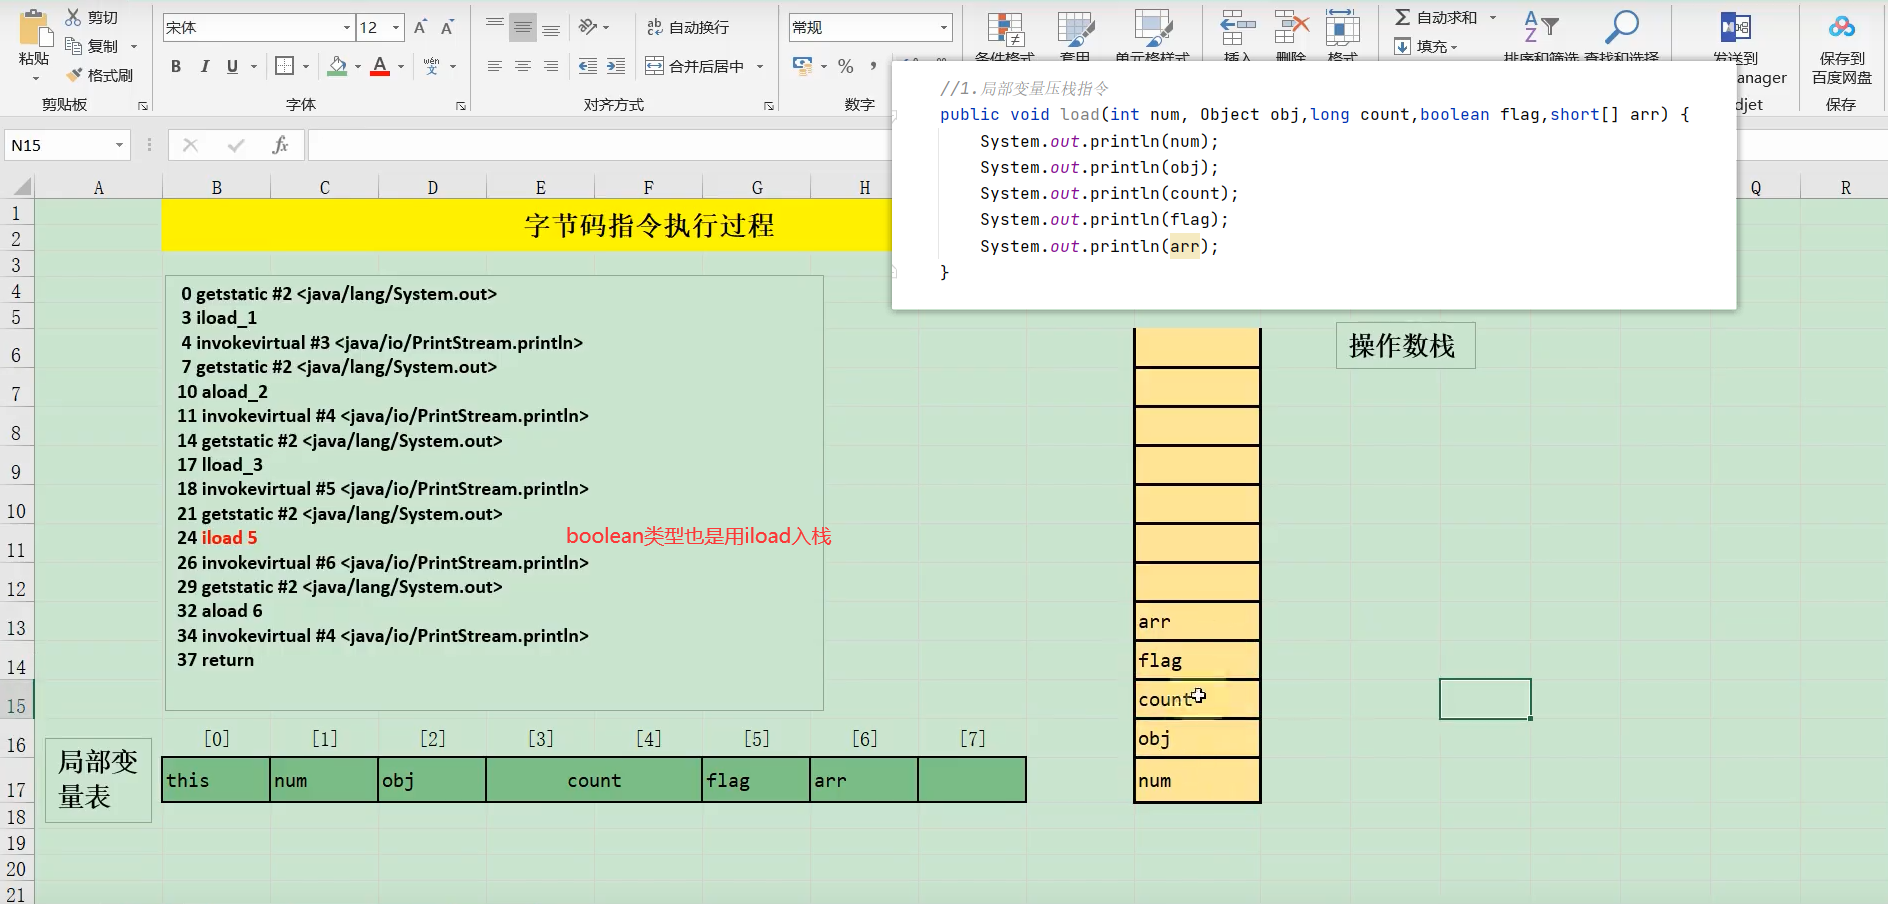 剪切
粘贴
复制
格式刷
剪贴板
宋体
12
A
A
B I U
A
wén 文
字体
ab 自动换行
合并后居中
对齐方式
常规
% ,
数字
条件格式
套用
单元格样式
插入
删除
格式
Σ 自动求和
填充
AZ
排序和筛选
查找和选择
发送到
anager
djet
保存到
百度网盘
保存
N15
fx
//1.局部变量压栈指令
public void load(int num, Object obj,long count,boolean flag,short[] arr) {
System.out.println(num);
System.out.println(obj);
System.out.println(count);
System.out.println(flag);
System.out.println(arr);
}
A B C D E F G H Q R
1
2
3
4
5
6
7
8
9
10
11
12
13
14
15
16
17
18
19
20
21
字节码指令执行过程
0 getstatic #2 <java/lang/System.out>
3 iload_1
4 invokevirtual #3 <java/io/PrintStream.println>
7 getstatic #2 <java/lang/System.out>
10 aload_2
11 invokevirtual #4 <java/io/PrintStream.println>
14 getstatic #2 <java/lang/System.out>
17 lload_3
18 invokevirtual #5 <java/io/PrintStream.println>
21 getstatic #2 <java/lang/System.out>
24 iload 5
boolean类型也是用iload入栈
26 invokevirtual #6 <java/io/PrintStream.println>
29 getstatic #2 <java/lang/System.out>
32 aload 6
34 invokevirtual #4 <java/io/PrintStream.println>
37 return
操作数栈
arr
flag
count
obj
num
[0] [1] [2] [3] [4] [5] [6] [7]
局部变
量表
this num obj count flag arr